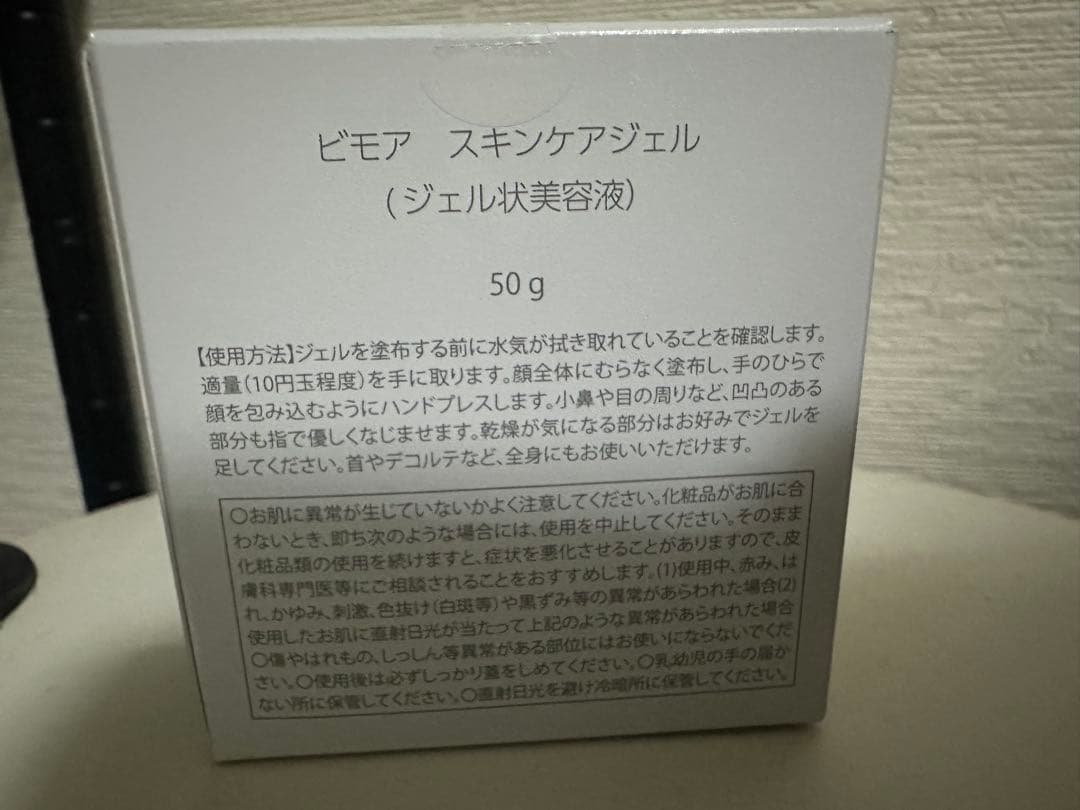 ビモア　スキンケアジェル
(ジェル状美容液)
50 g
【使用方法】ジェルを塗布する前に水気が拭き取れていることを確認します。
適量(10円玉程度)を手に取ります。顔全体にむらなく塗布し、手のひらで
顔を包み込むようにハンドプレスします。小鼻や目の周りなど、凹凸のある
部分も指で優しくなじませます。乾燥が気になる部分はお好みでジェルを
足してください。首やデコルテなど、全身にもお使いいただけます。
○お肌に異常が生じていないかよく注意してください。化粧品がお肌に合
わないとき、即ち次のような場合には、使用を中止してください。そのまま
化粧品類の使用を続けますと、症状を悪化させることがありますので、皮
膚科専門医等にご相談されることをおすすめします。(1)使用中、赤み、は
れ、かゆみ、刺激、色抜け(白斑等)や黒ずみ等の異常があらわれた場合(2)
使用したお肌に直射日光が当たって上記のような異常があらわれた場合
○傷やはれもの、しっしん等異常がある部位にはお使いにならないでくだ
さい。○使用後は必ずしっかり蓋をしめてください。○乳幼児の手の届か
ない所に保管してください。○直射日光を避け冷暗所に保管してください。